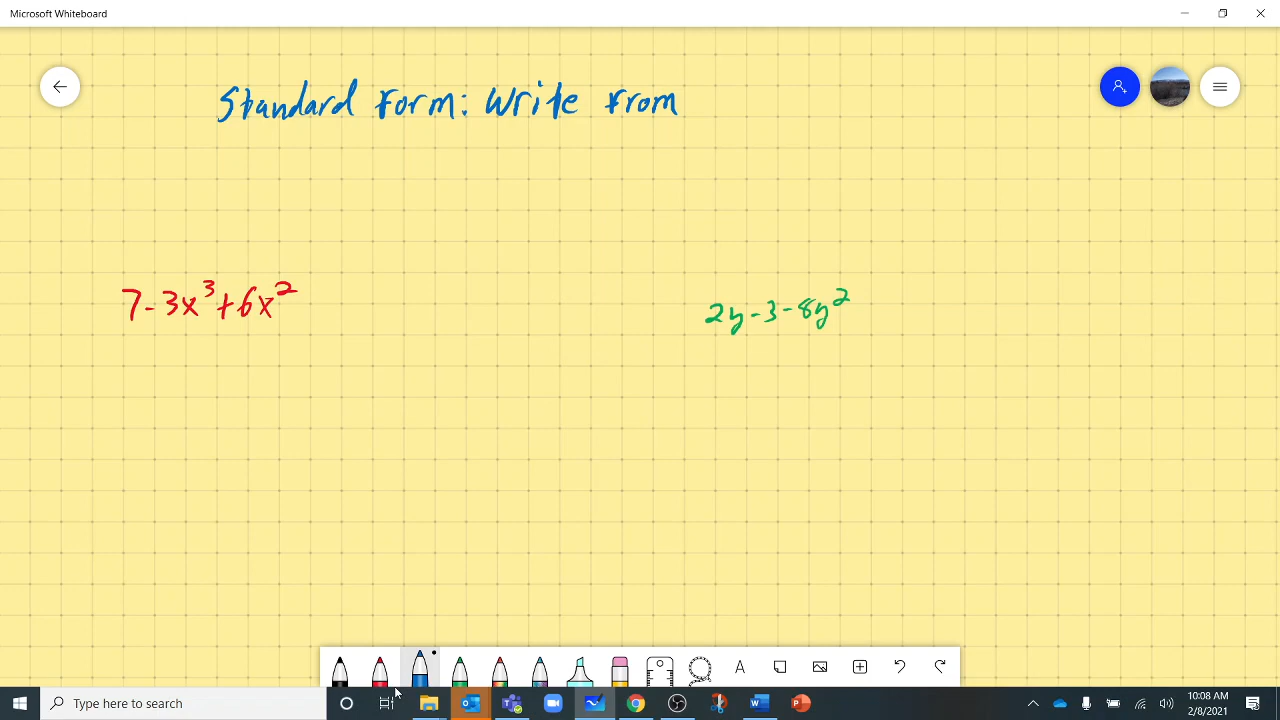 Microsoft Whiteboard
Standard Form: Write from
7-3x³+6x²
2y-3-8y²
Type here to search
10:08 AM
2/8/2021